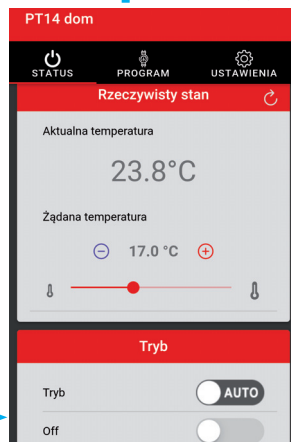 PT14 dom
STATUS PROGRAM USTAWIENIA
Rzeczywisty stan
Aktualna temperatura
23.8°C
Żądana temperatura
17.0 °C
Tryb
Tryb AUTO
Off